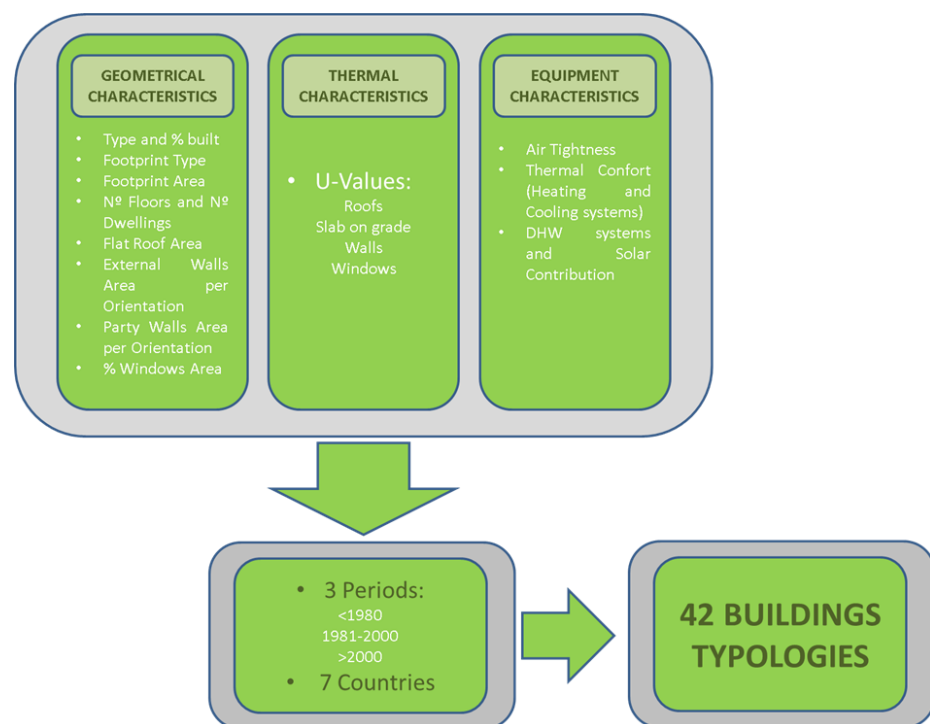 GEOMETRICAL
CHARACTERISTICS
• Type and % built
• Footprint Type
• Footprint Area
• Nº Floors and Nº
Dwellings
• Flat Roof Area
• External Walls
Area per
Orientation
• Party Walls Area
per Orientation
• % Windows Area
THERMAL
CHARACTERISTICS
• U-Values:
Roofs
Slab on grade
Walls
Windows
EQUIPMENT
CHARACTERISTICS
• Air Tightness
• Thermal Confort
(Heating and
Cooling systems)
• DHW systems
and Solar
Contribution
• 3 Periods:
<1980
1981-2000
>2000
• 7 Countries
42 BUILDINGS
TYPOLOGIES